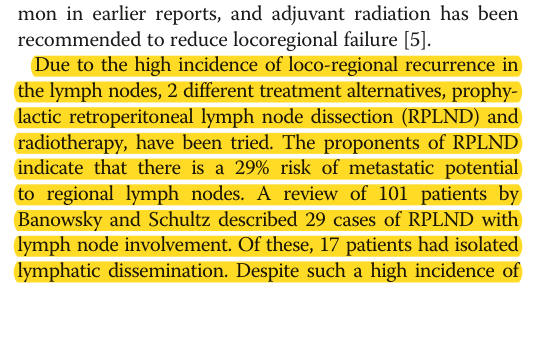 mon in earlier reports, and adjuvant radiation has been
recommended to reduce locoregional failure [5].
Due to the high incidence of loco-regional recurrence in
the lymph nodes, 2 different treatment alternatives, prophy-
lactic retroperitoneal lymph node dissection (RPLND) and
radiotherapy, have been tried. The proponents of RPLND
indicate that there is a 29% risk of metastatic potential
to regional lymph nodes. A review of 101 patients by
Banowsky and Schultz described 29 cases of RPLND with
lymph node involvement. Of these, 17 patients had isolated
lymphatic dissemination. Despite such a high incidence of